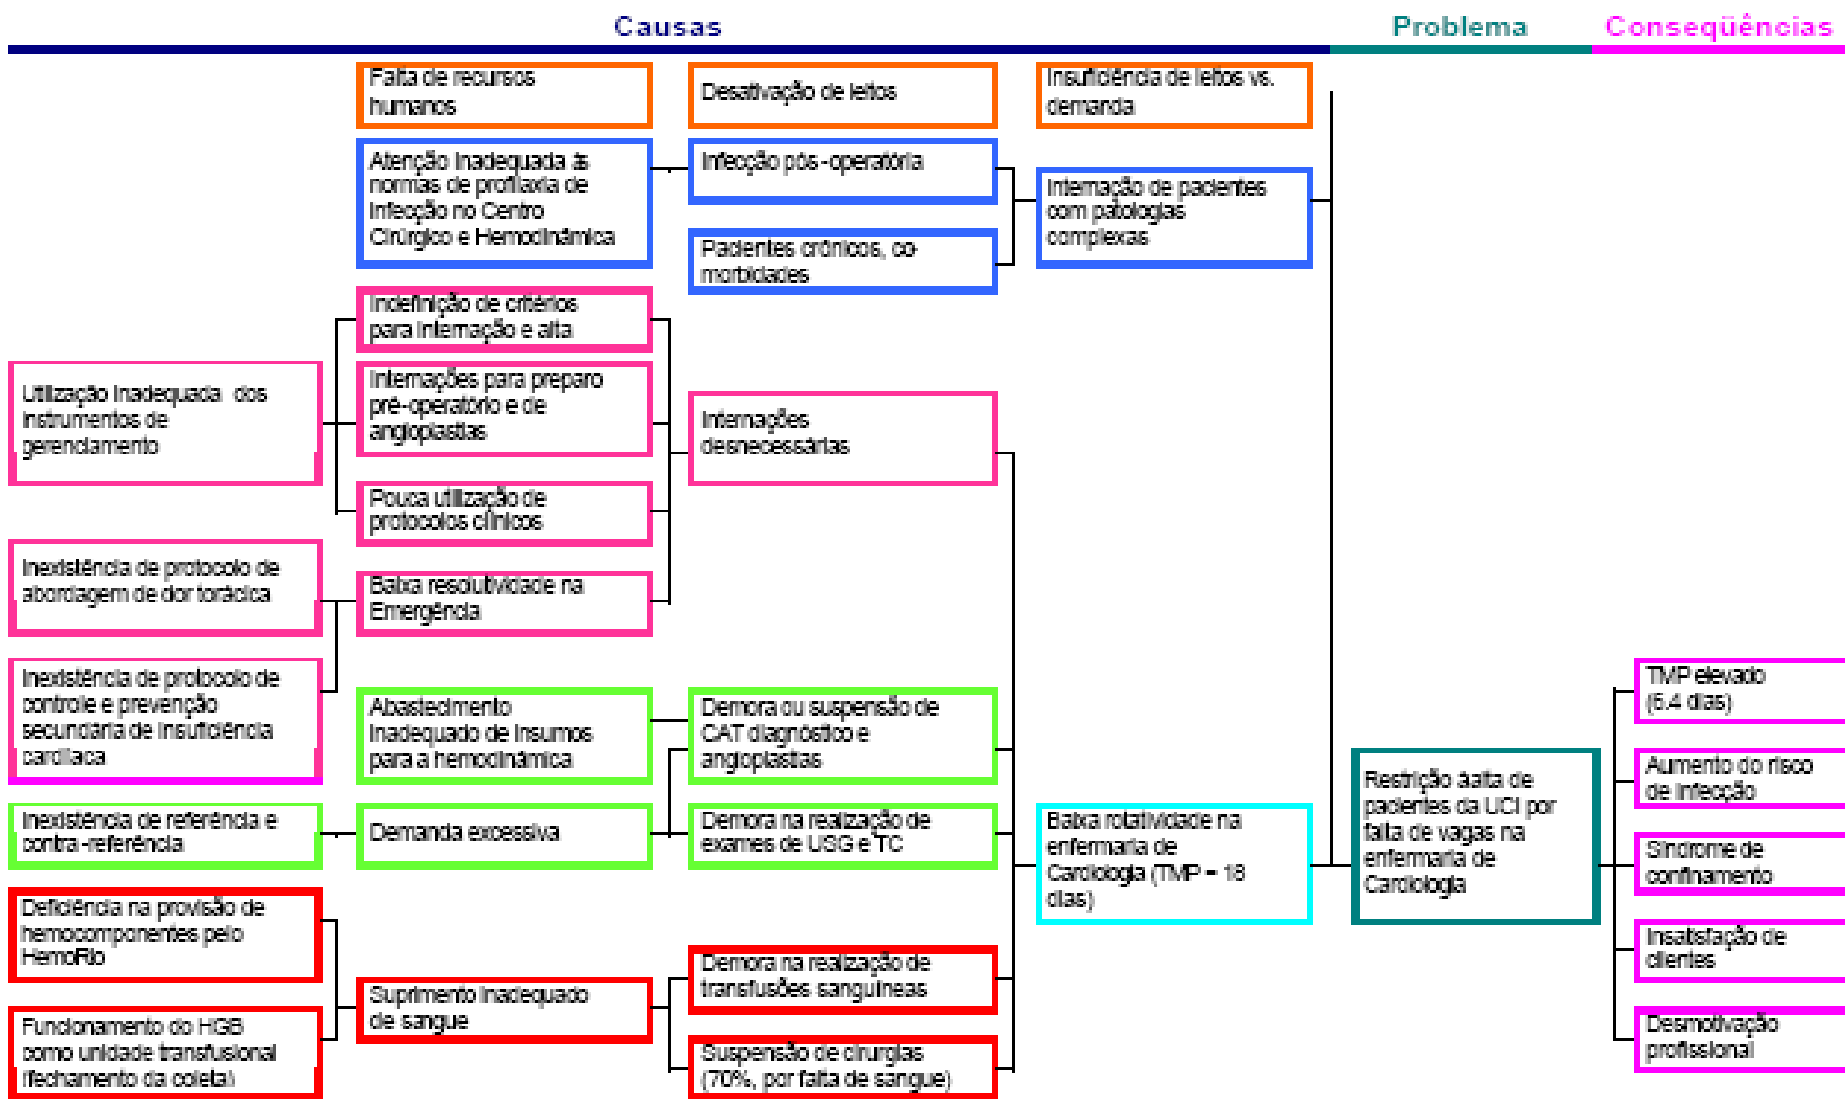 Causas
Problema
Conseqüências
Falta de recursos
humanos
Desativação de leitos
Insuficiência de leitos vs.
demanda
Atenção inadequada às
normas de profilaxia de
infecção no Centro
Cirúrgico e Hemodinâmica
Infecção pós-operatória
Pacientes crônicos, co-
morbidades
Internação de pacientes
com patologias
complexas
Utilização inadequada dos
instrumentos de
gerenciamento
Indefinição de critérios
para internação e alta
Internações para preparo
pré-operatório e de
angioplastias
Pouca utilização de
protocolos clínicos
Internações
desnecessárias
Inexistência de protocolo de
abordagem de dor torácica
Baixa resolutividade na
Emergência
Inexistência de protocolo de
controle e prevenção
secundária de insuficiência
cardíaca
Abastecimento
inadequado de insumos
para a hemodinâmica
Demora ou suspensão de
CAT diagnóstico e
angioplastias
Inexistência de referência e
contra-referência
Demanda excessiva
Demora na realização de
exames de USG e TC
Baixa rotatividade na
enfermaria de
Cardiologia (TMP = 18
dias)
Deficiência na provisão de
hemocomponentes pelo
HemoRio
Funcionamento do HGB
como unidade transfusional
(fechamento da coleta)
Suprimento inadequado
de sangue
Demora na realização de
transfusões sanguíneas
Suspensão de cirurgias
(70%, por falta de sangue)
Restrição à alta de
pacientes da UCI por
falta de vagas na
enfermaria de
Cardiologia
TMP elevado
(6.4 dias)
Aumento do risco
de infecção
Síndrome de
confinamento
Insatisfação de
clientes
Desmotivação
profissional